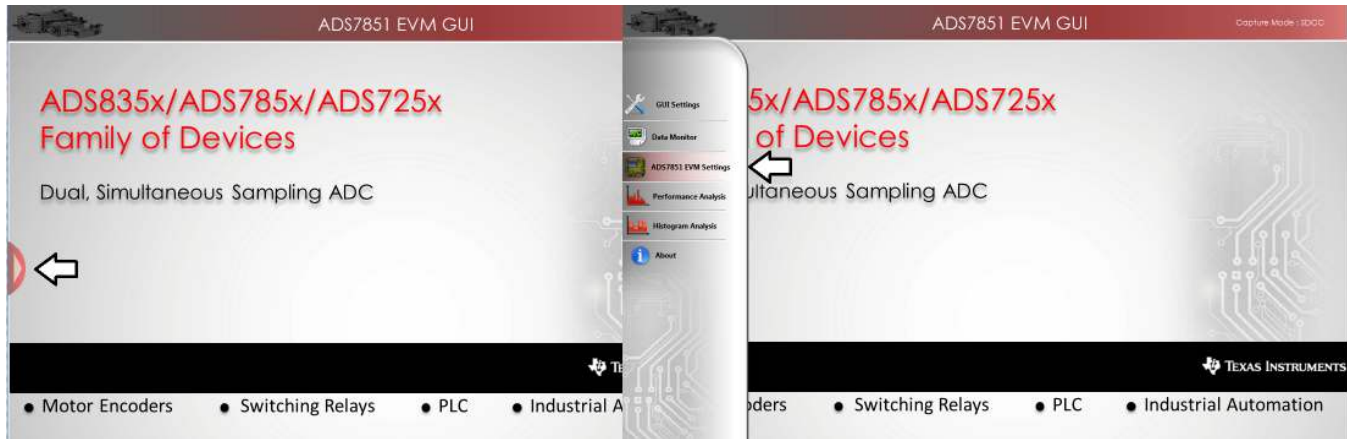 ADS7851 EVM GUI
ADS835x/ADS785x/ADS725x
Family of Devices
Dual, Simultaneous Sampling ADC
TE
● Motor Encoders ● Switching Relays ● PLC ● Industrial A
ADS7851 EVM GUI
Capture Mode : SDCC
GUI Settings
Data Monitor
ADS7851 EVM Settings
Performance Analysis
Histogram Analysis
About
5x/ADS785x/ADS725x
of Devices
ultaneous Sampling ADC
TEXAS INSTRUMENTS
oders ● Switching Relays ● PLC ● Industrial Automation